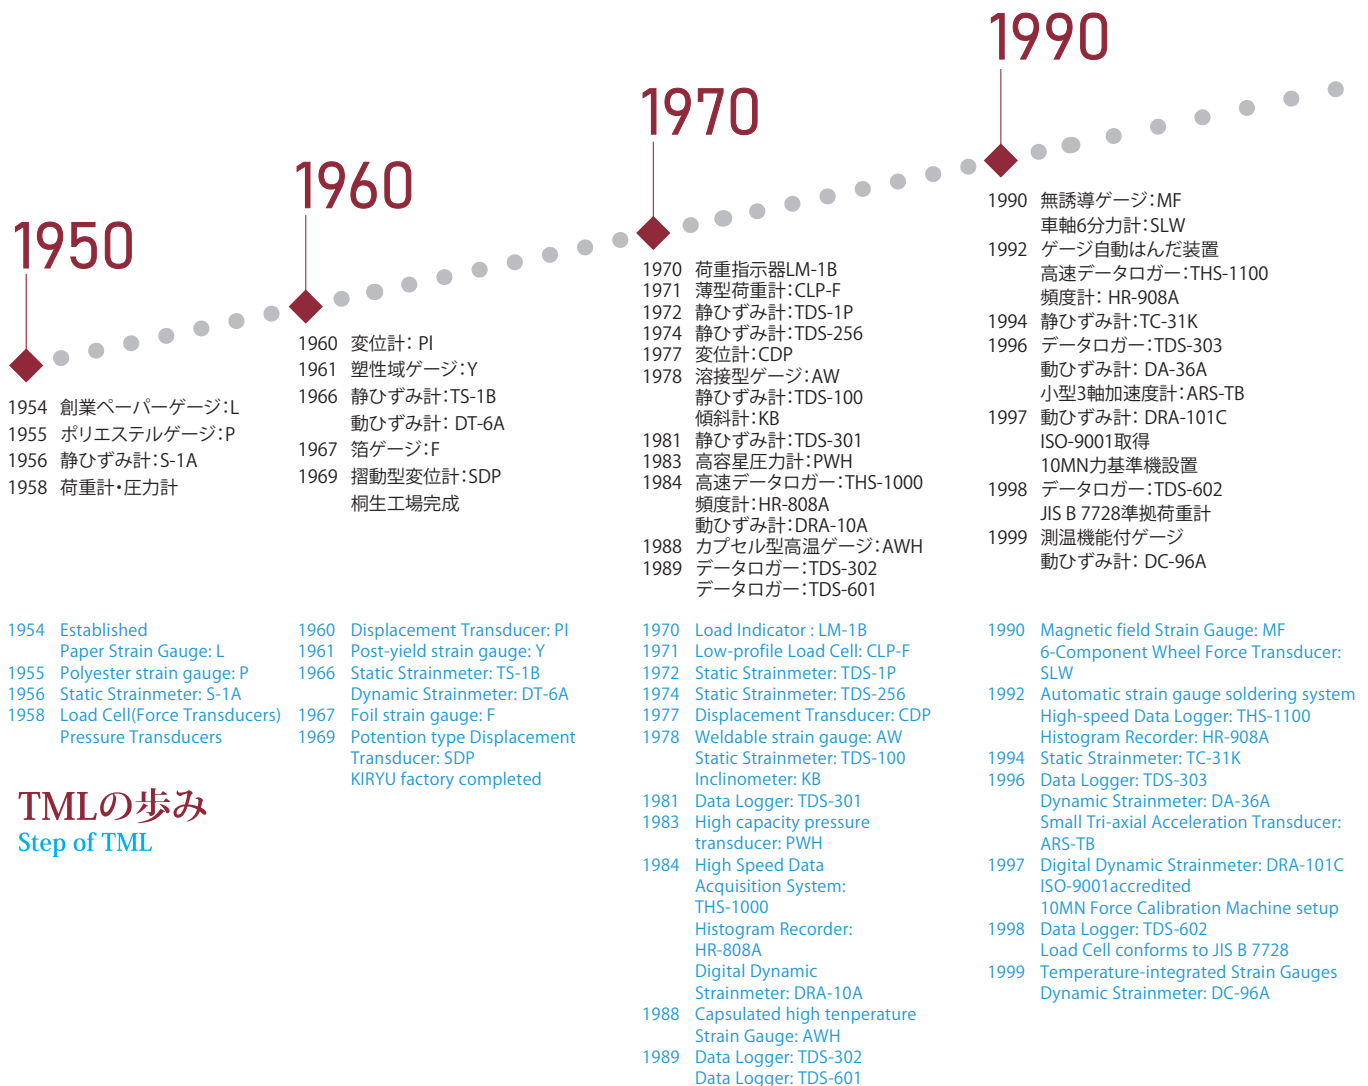 1950
1954 創業ペーパーゲージ：L
1955 ポリエステルゲージ：P
1956 静ひずみ計：S-1A
1958 荷重計・圧力計
1954 Established
Paper Strain Gauge: L
1955 Polyester strain gauge: P
1956 Static Strainmeter: S-1A
1958 Load Cell(Force Transducers)
Pressure Transducers
TMLの歩み
Step of TML
1960
1960 変位計： PI
1961 塑性域ゲージ：Y
1966 静ひずみ計：TS-1B
動ひずみ計： DT-6A
1967 箔ゲージ：F
1969 摺動型変位計：SDP
桐生工場完成
1960 Displacement Transducer: PI
1961 Post-yield strain gauge: Y
1966 Static Strainmeter: TS-1B
Dynamic Strainmeter: DT-6A
1967 Foil strain gauge: F
1969 Potention type Displacement
Transducer: SDP
KIRYU factory completed
1970
1970 荷重指示器LM-1B
1971 薄型荷重計：CLP-F
1972 静ひずみ計：TDS-1P
1974 静ひずみ計：TDS-256
1977 変位計：CDP
1978 溶接型ゲージ：AW
静ひずみ計：TDS-100
傾斜計：KB
1981 静ひずみ計：TDS-301
1983 高容星圧力計：PWH
1984 高速データロガー：THS-1000
頻度計：HR-808A
動ひずみ計：DRA-10A
1988 カプセル型高温ゲージ：AWH
1989 データロガー：TDS-302
データロガー：TDS-601
1970 Load Indicator : LM-1B
1971 Low-profile Load Cell: CLP-F
1972 Static Strainmeter: TDS-1P
1974 Static Strainmeter: TDS-256
1977 Displacement Transducer: CDP
1978 Weldable strain gauge: AW
Static Strainmeter: TDS-100
Inclinometer: KB
1981 Data Logger: TDS-301
1983 High capacity pressure
transducer: PWH
1984 High Speed Data
Acquisition System:
THS-1000
Histogram Recorder:
HR-808A
Digital Dynamic
Strainmeter: DRA-10A
1988 Capsulated high tenperature
Strain Gauge: AWH
1989 Data Logger: TDS-302
Data Logger: TDS-601
1990
1990 無誘導ゲージ：MF
車軸6分力計：SLW
1992 ゲージ自動はんだ装置
高速データロガー：THS-1100
頻度計： HR-908A
1994 静ひずみ計：TC-31K
1996 データロガー：TDS-303
動ひずみ計： DA-36A
小型3軸加速度計：ARS-TB
1997 動ひずみ計： DRA-101C
ISO-9001取得
10MN力基準機設置
1998 データロガー：TDS-602
JIS B 7728準拠荷重計
1999 測温機能付ゲージ
動ひずみ計： DC-96A
1990 Magnetic field Strain Gauge: MF
6-Component Wheel Force Transducer:
SLW
1992 Automatic strain gauge soldering system
High-speed Data Logger: THS-1100
Histogram Recorder: HR-908A
1994 Static Strainmeter: TC-31K
1996 Data Logger: TDS-303
Dynamic Strainmeter: DA-36A
Small Tri-axial Acceleration Transducer:
ARS-TB
1997 Digital Dynamic Strainmeter: DRA-101C
ISO-9001accredited
10MN Force Calibration Machine setup
1998 Data Logger: TDS-602
Load Cell conforms to JIS B 7728
1999 Temperature-integrated Strain Gauges
Dynamic Strainmeter: DC-96A